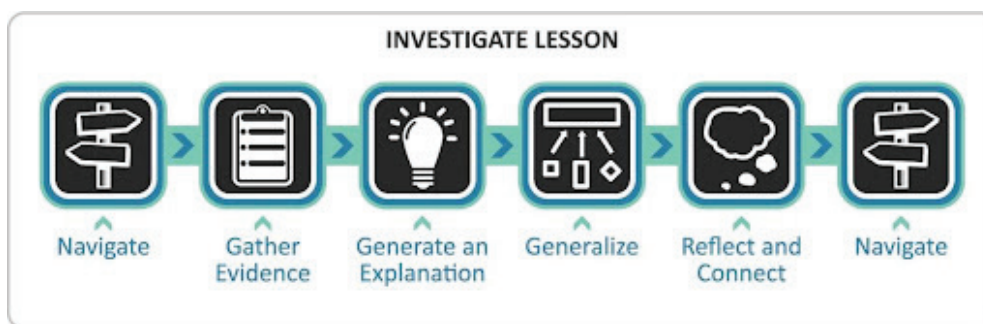 INVESTIGATE LESSON
Navigate
Gather
Evidence
Generate an
Explanation
Generalize
Reflect and
Connect
Navigate